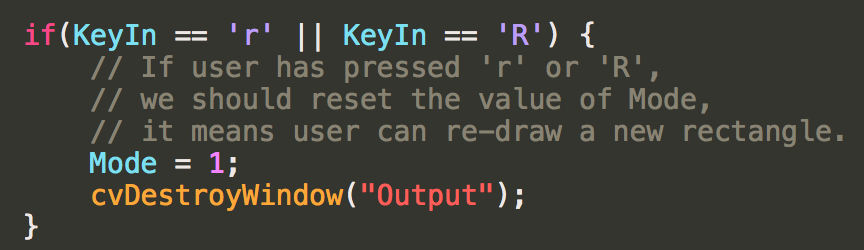 if(KeyIn == 'r' || KeyIn == 'R') {
    // If user has pressed 'r' or 'R',
    // we should reset the value of Mode,
    // it means user can re-draw a new rectangle.
    Mode = 1;
    cvDestroyWindow("Output");
}